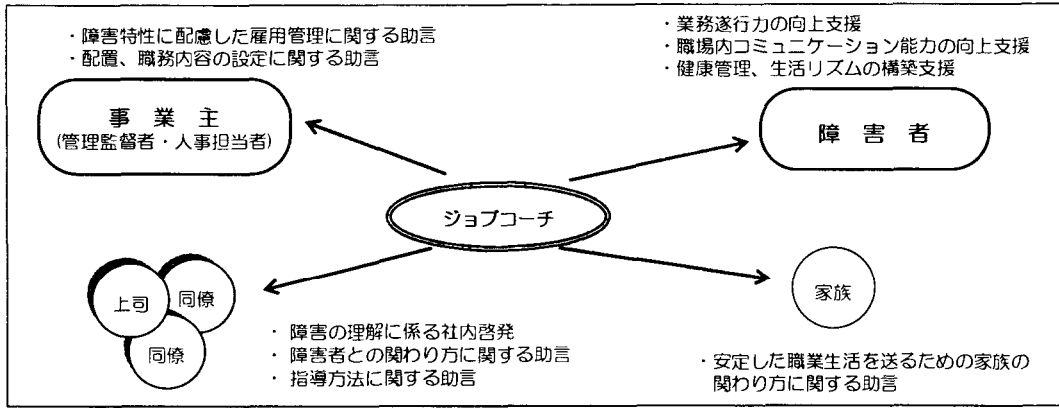 ・障害特性に配慮した雇用管理に関する助言
・配置、職務内容の設定に関する助言
事業主
(管理監督者・人事担当者)
・業務遂行力の向上支援
・職場内コミュニケーション能力の向上支援
・健康管理、生活リズムの構築支援
障害者
ジョブコーチ
上司
同僚
同僚
・障害の理解に係る社内啓発
・障害者との関わり方に関する助言
・指導方法に関する助言
家族
・安定した職業生活を送るための家族の
関わり方に関する助言